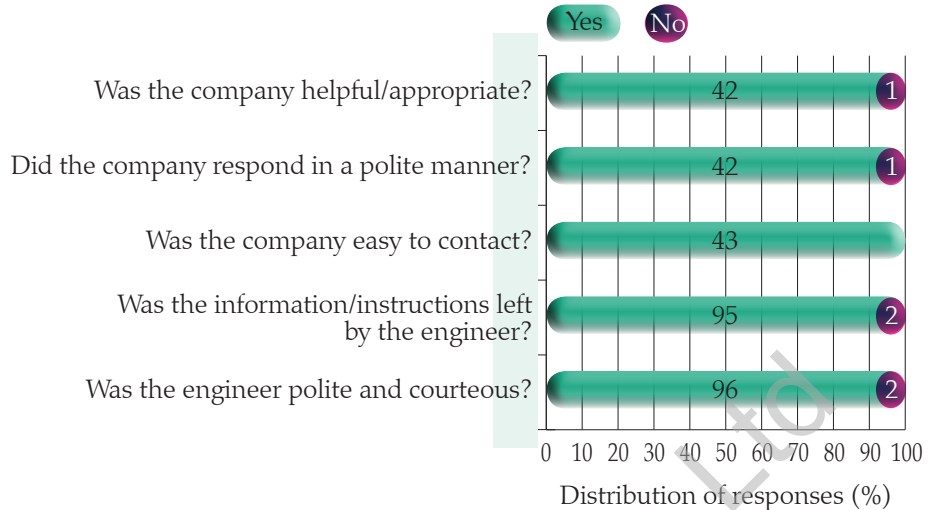 Yes No
Was the company helpful/appropriate? 42 1
Did the company respond in a polite manner? 42 1
Was the company easy to contact? 43
Was the information/instructions left
by the engineer? 95 2
Was the engineer polite and courteous? 96 2
0 10 20 30 40 50 60 70 80 90 100
Distribution of responses (%)
Ltd